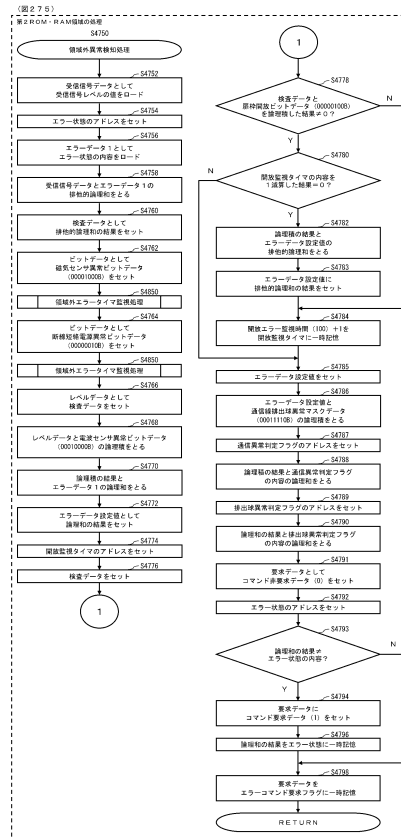 (図275)
第2ROM・RAM領域の処理
S4750
領域外異常検知処理
S4752
受信信号データとして
受信信号レベルの値をロード
S4754
エラー状態のアドレスをセット
S4756
エラーデータ1として
エラー状態の内容をロード
S4758
受信信号データとエラーデータ1の
排他的論理和をとる
S4760
検査データとして
排他的論理和の結果をセット
S4762
ビットデータとして
磁気センサ異常ビットデータ
(00001000B)をセット
S4850
領域外エラータイマ監視処理
S4764
ビットデータとして
断線短絡電源異常ビットデータ
(00000010B)をセット
S4850
領域外エラータイマ監視処理
S4766
レベルデータとして
検査データをセット
S4768
レベルデータと電波センサ異常ビットデータ
(00010000B)の論理積をとる
S4770
論理積の結果と
エラーデータ1の論理和をとる
S4772
エラーデータ設定値として
論理和の結果をセット
S4774
開放監視タイマのアドレスをセット
S4776
検査データをセット
1
1
S4778
検査データと
扉枠開放ビットデータ(00000100B)
を論理積した結果≠0?
N
Y
S4780
開放監視タイマの内容を
1減算した結果=0?
N
Y
S4782
論理積の結果と
エラーデータ設定値の
排他的論理和をとる
S4783
エラーデータ設定値に
排他的論理和の結果をセット
S4784
開放エラー監視時間(100)+1を
開放監視タイマに一時記憶
S4785
エラーデータ設定値をセット
S4786
エラーデータ設定値と
通信線排出球異常マスクデータ
(00011110B)の論理積をとる
S4787
通信異常判定フラグのアドレスをセット
S4788
論理積の結果と通信異常判定フラグ
の内容の論理和をとる
S4789
排出球異常判定フラグのアドレスをセット
S4790
論理和の結果と排出球異常判定フラグ
の内容の論理和をとる
S4791
要求データとして
コマンド非要求データ(0)をセット
S4792
エラー状態のアドレスをセット
S4793
論理和の結果≠
エラー状態の内容?
N
Y
S4794
要求データに
コマンド要求データ(1)をセット
S4796
論理和の結果をエラー状態に一時記憶
S4798
要求データを
エラーコマンド要求フラグに一時記憶
RETURN